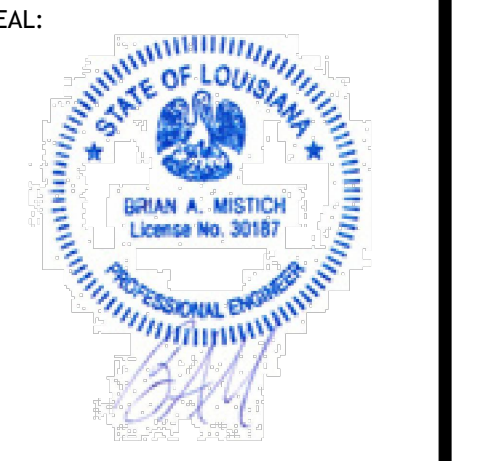 EAL:
STATE OF LOUISIANA
BRIAN A. MISTICH
License No. 30187
PROFESSIONAL ENGINEER